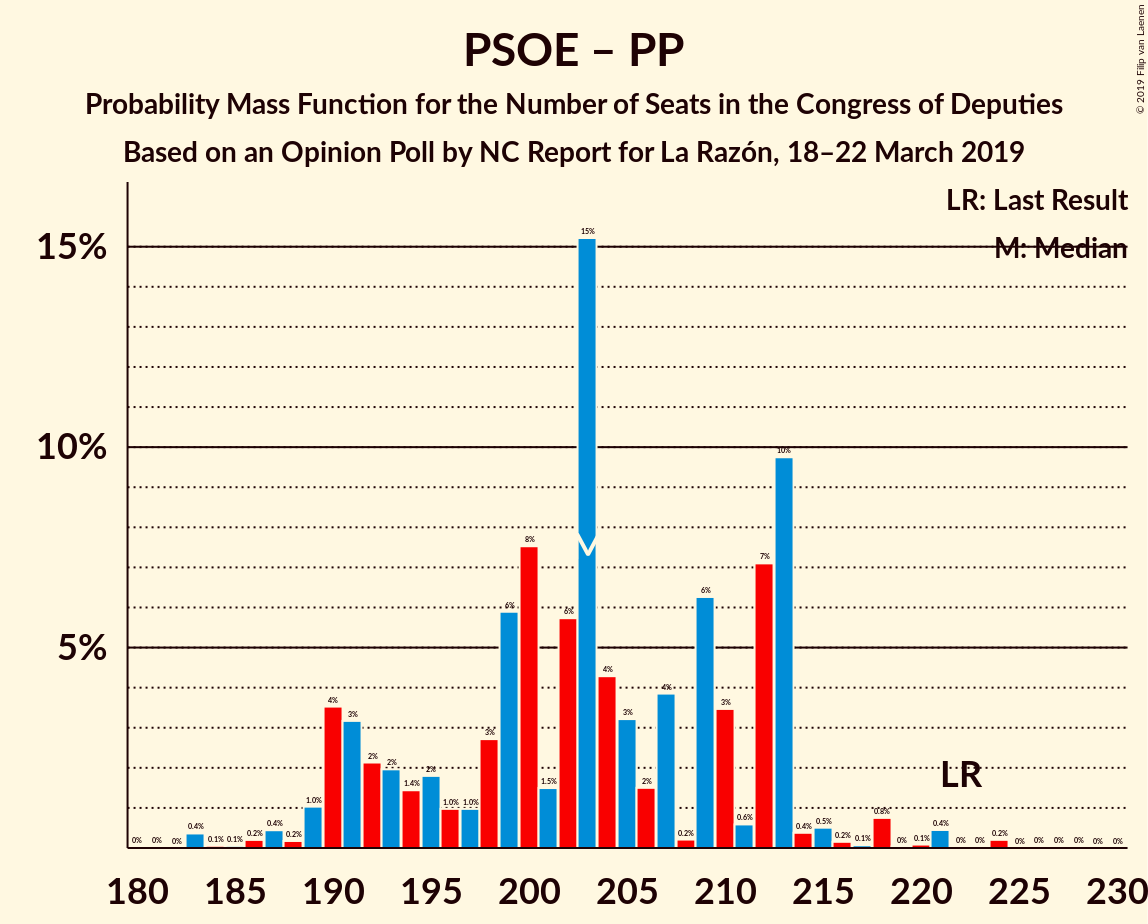 PSOE – PP
Probability Mass Function for the Number of Seats in the Congress of Deputies
Based on an Opinion Poll by NC Report for La Razón, 18–22 March 2019
© 2019 Filip van Laenen
LR: Last Result
M: Median
15%
10%
5%
0% 0% 0% 0.4% 0.1% 0.1% 0.2% 0.4% 0.2% 1.0% 4% 3% 2% 2% 1.4% 2% 1.0% 1.0% 3% 6% 8% 1.5% 6% 15% 4% 3% 2% 4% 0.2% 6% 3% 0.6% 7% 10% 0.4% 0.5% 0.2% 0.1% 0.8% 0% 0.1% 0.4% 0% 0% 0.2% 0% 0% 0% 0% 0% 0%
LR
180 185 190 195 200 205 210 215 220 225 230